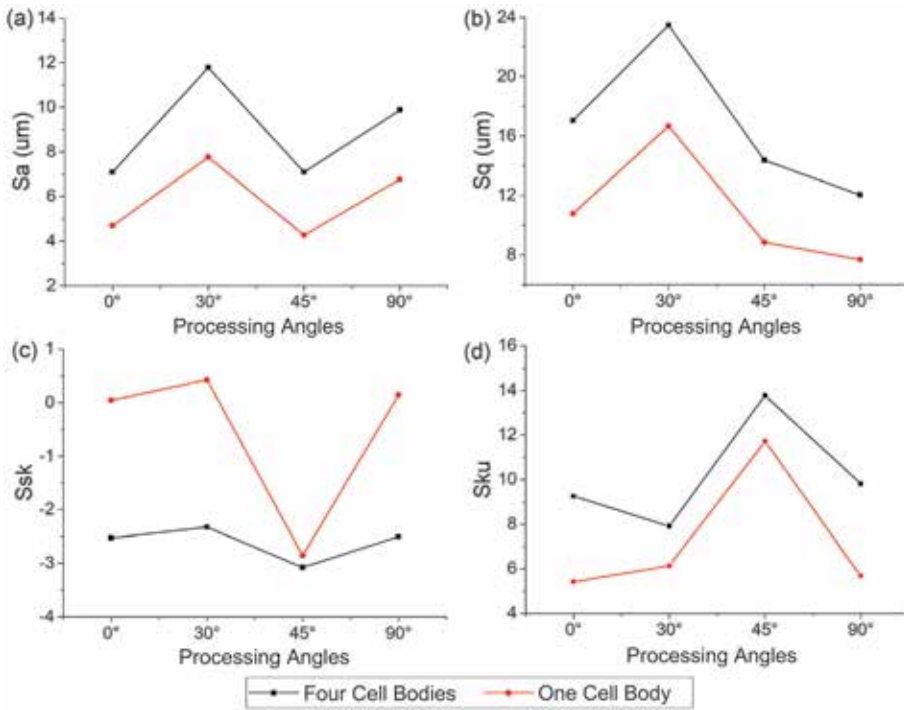 (a)
14
12
10
8
6
4
2
Sa (um)
0° 30° 45° 90°
Processing Angles
(b)
24
20
16
12
8
Sq (um)
0° 30° 45° 90°
Processing Angles
(c)
1
0
-1
-2
-3
-4
Ssk
0° 30° 45° 90°
Processing Angles
(d)
16
14
12
10
8
6
4
Sku
0° 30° 45° 90°
Processing Angles
Four Cell Bodies One Cell Body